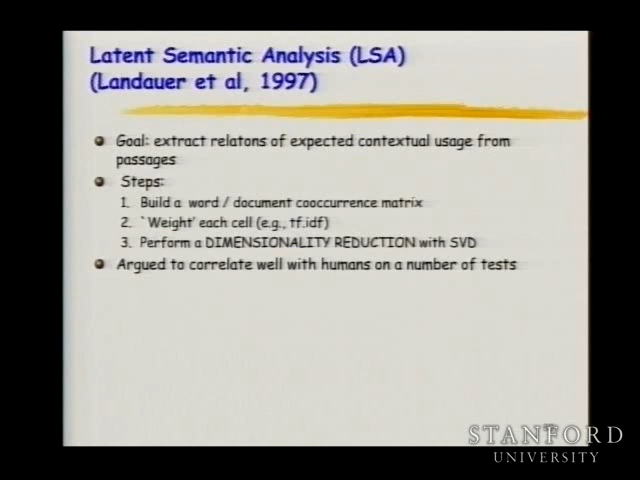 Latent Semantic Analysis (LSA)
(Landauer et al, 1997)
Goal: extract relatons of expected contextual usage from
passages
Steps:
1. Build a word / document cooccurrence matrix
2. `Weight' each cell (e.g., tf.idf)
3. Perform a DIMENSIONALITY REDUCTION with SVD
Argued to correlate well with humans on a number of tests
STANFORD
UNIVERSITY